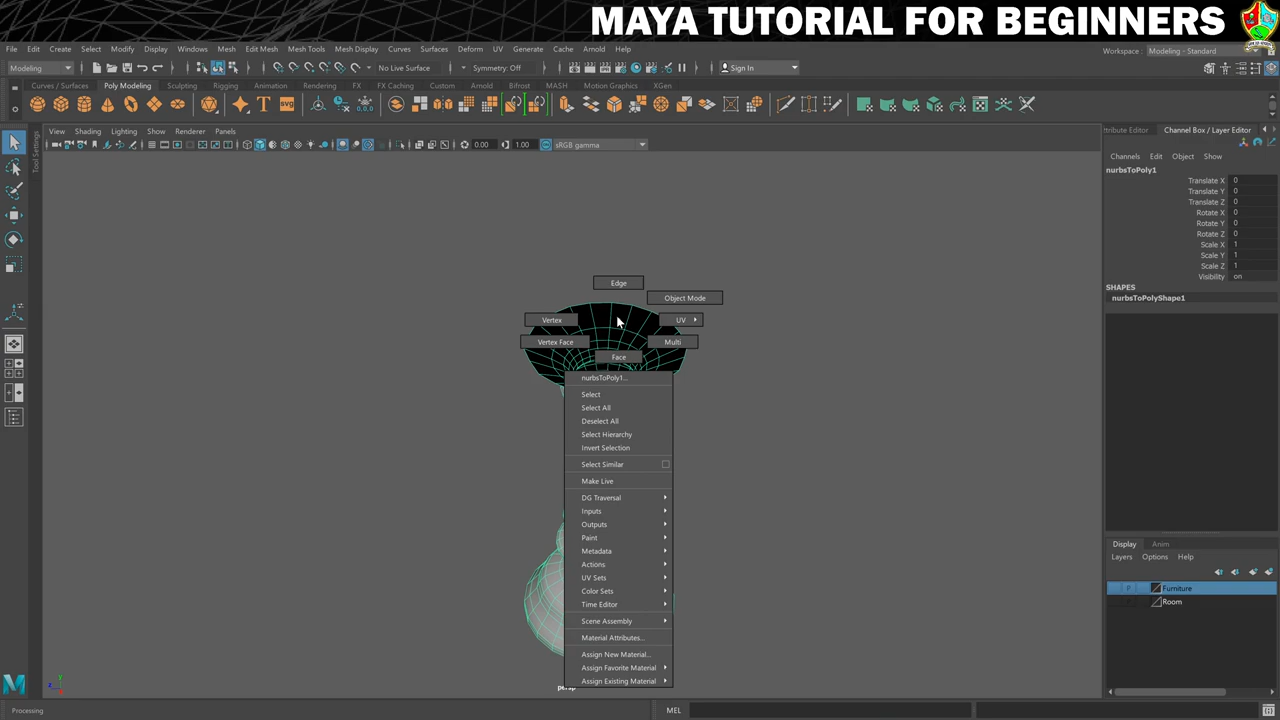 MAYA TUTORIAL FOR BEGINNERS
File Edit Create Select Modify Display Windows Mesh Edit Mesh Mesh Tools Mesh Display Curves Surfaces Deform UV Generate Cache Arnold Help
Workspace : Modeling - Standard
Modeling No Live Surface Symmetry: Off Sign In
Curves / Surfaces Poly Modeling Sculpting Rigging Animation Rendering FX FX Caching Custom Arnold Bifrost MASH Motion Graphics XGen
View Shading Lighting Show Renderer Panels
ttribute Editor Channel Box / Layer Editor
0.00 1.00 sRGB gamma
Tool Settings
Channels Edit Object Show
nurbsToPoly1
Translate X 0
Translate Y 0
Translate Z 0
Rotate X 0
Rotate Y 0
Rotate Z 0
Scale X 1
Scale Y 1
Scale Z 1
Visibility on
SHAPES
nurbsToPolyShape1
Edge
Object Mode
Vertex
UV
Vertex Face
Multi
Face
nurbsToPoly1...
Select
Select All
Deselect All
Select Hierarchy
Invert Selection
Select Similar
Make Live
DG Traversal
Inputs
Outputs
Paint
Metadata
Actions
UV Sets
Color Sets
Time Editor
Scene Assembly
Material Attributes...
Assign New Material...
Assign Favorite Material
Assign Existing Material
persp
Display Anim
Layers Options Help
P Furniture
Room
Processing
MEL